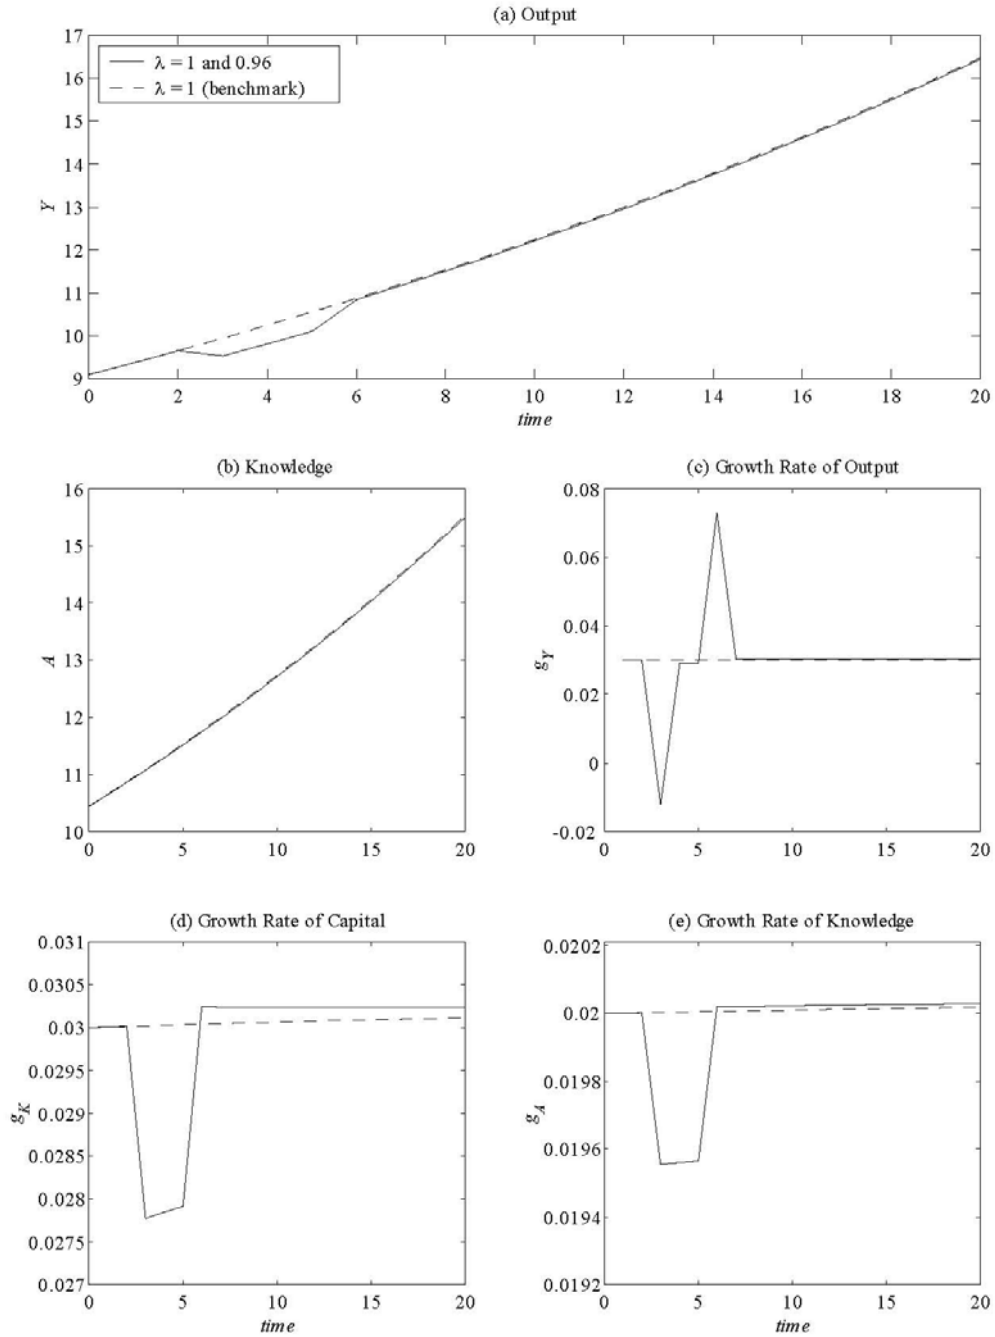 (a) Output
17
16
15
14
13
12
11
10
9
Y
λ = 1 and 0.96
λ = 1 (benchmark)
0 2 4 6 8 10 12 14 16 18 20
time
(b) Knowledge
16
15
14
13
12
11
10
A
0 5 10 15 20
(c) Growth Rate of Output
0.08
0.06
0.04
0.02
0
-0.02
g_Y
0 5 10 15 20
(d) Growth Rate of Capital
0.031
0.0305
0.03
0.0295
0.029
0.0285
0.028
0.0275
0.027
g_K
0 5 10 15 20
time
(e) Growth Rate of Knowledge
0.0202
0.02
0.0198
0.0196
0.0194
0.0192
g_A
0 5 10 15 20
time